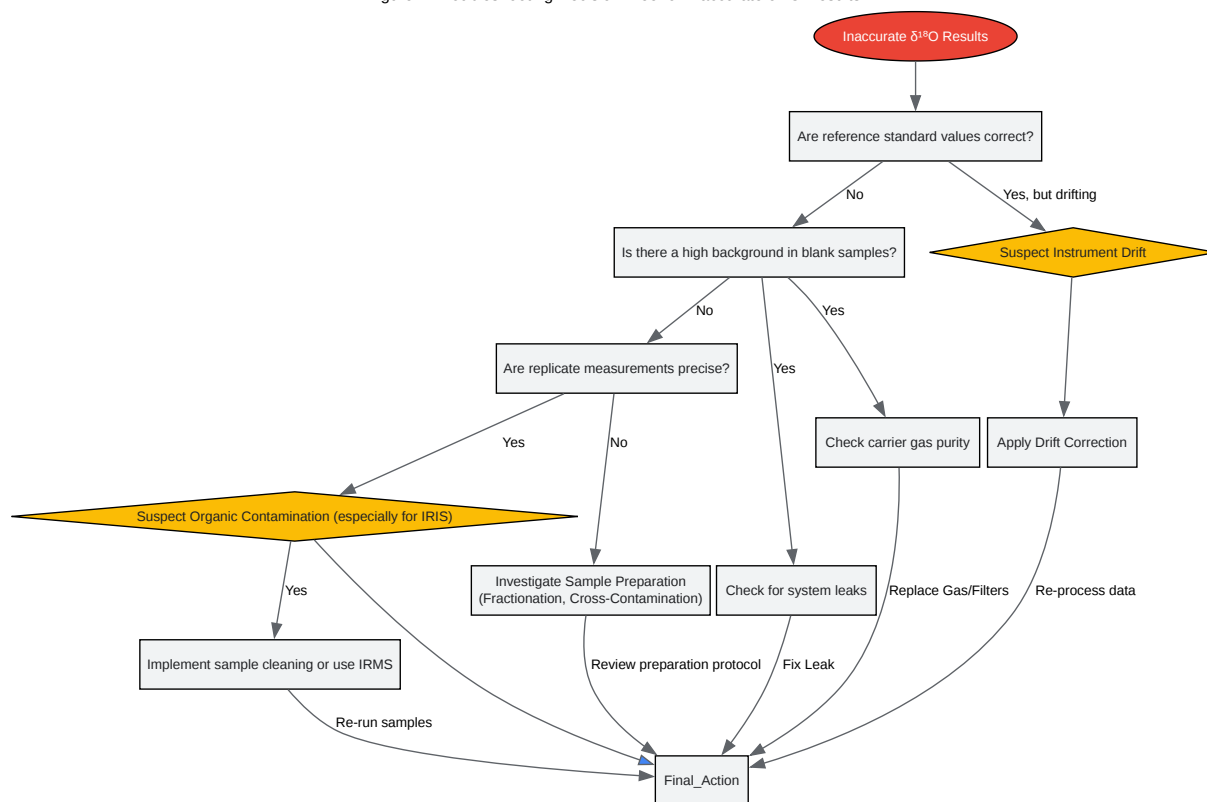 Inaccurate δ¹⁸O Results
Are reference standard values correct?
No
Yes, but drifting
Is there a high background in blank samples?
Suspect Instrument Drift
No
Yes
Yes
Are replicate measurements precise?
Check carrier gas purity
Apply Drift Correction
Yes
No
Suspect Organic Contamination (especially for IRIS)
Investigate Sample Preparation
(Fractionation, Cross-Contamination)
Check for system leaks
Replace Gas/Filters
Re-process data
Yes
Implement sample cleaning or use IRMS
Review preparation protocol
Fix Leak
Re-run samples
Final_Action